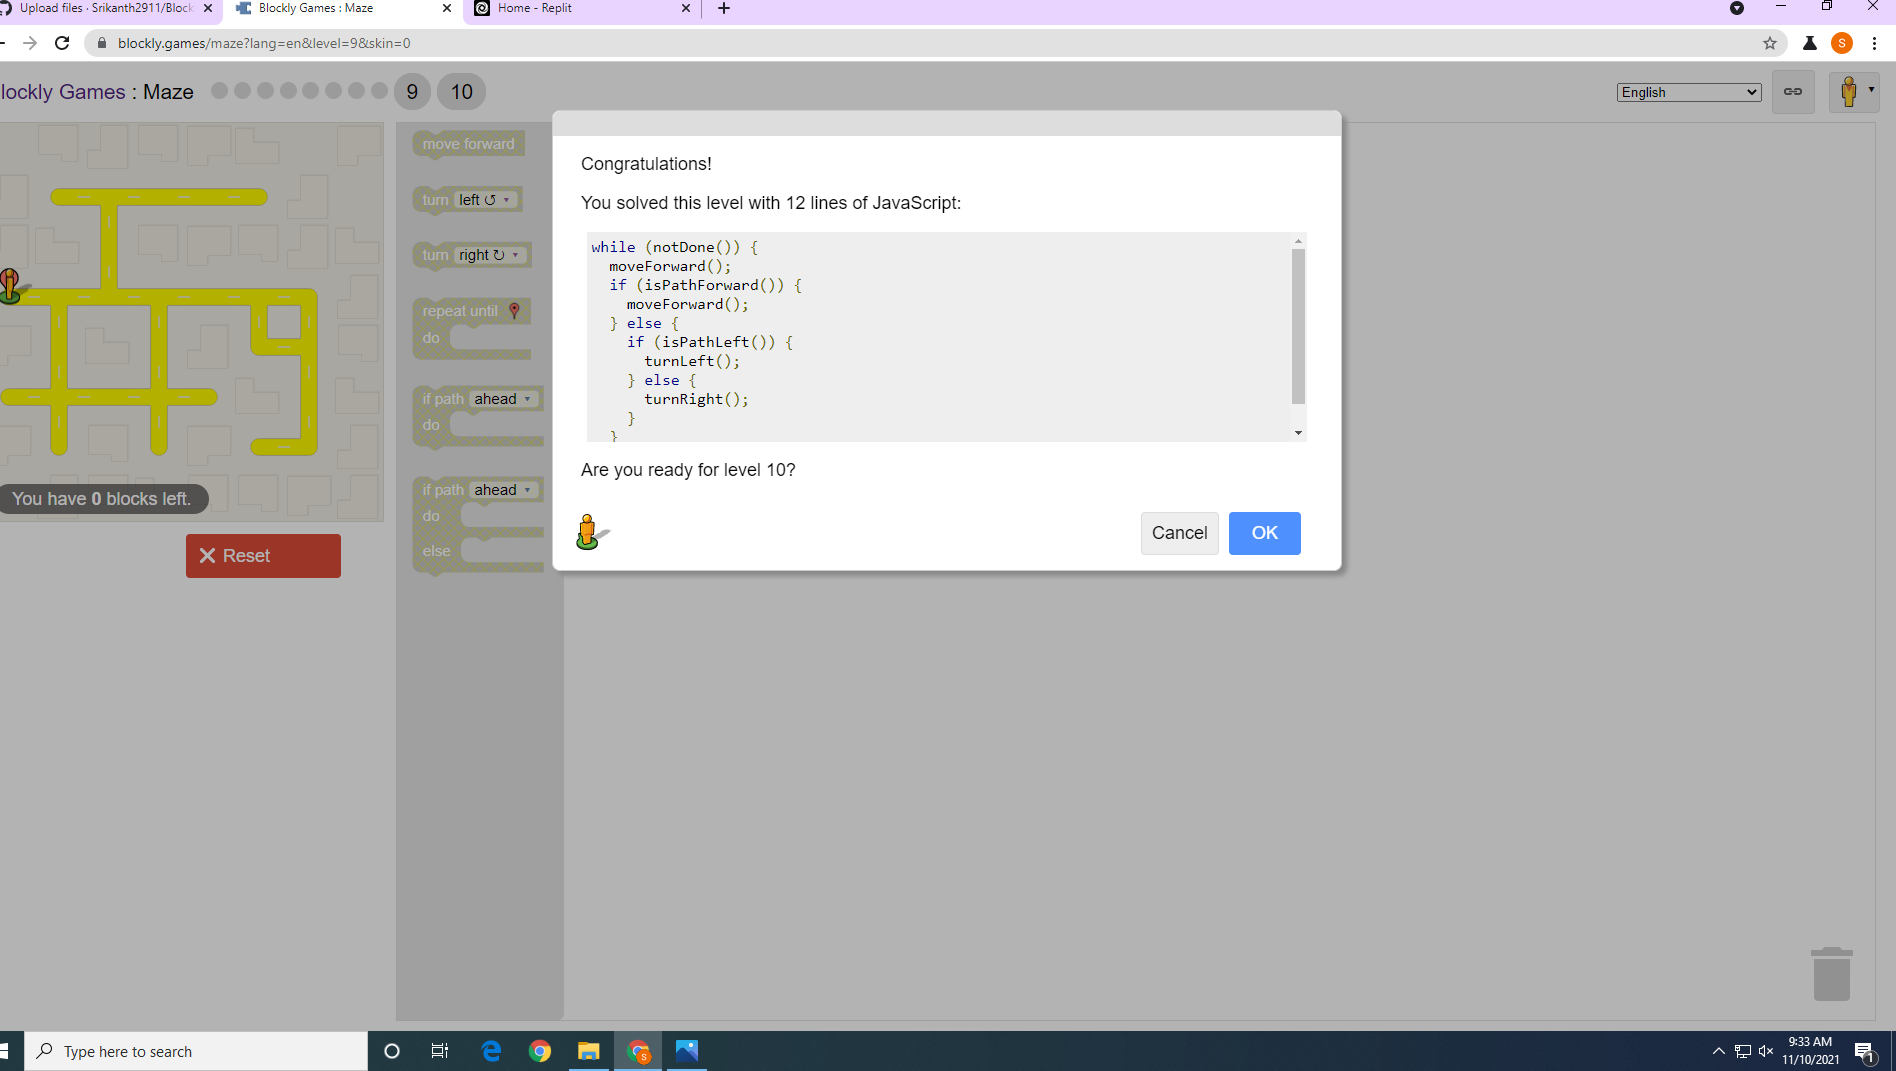 Upload files · Srikanth2911/Block
Blockly Games : Maze
Home - Replit
blockly.games/maze?lang=en&level=9&skin=0
S
lockly Games : Maze
9
10
English
move forward
turn left ↺
turn right ↻
repeat until
do
if path ahead
do
if path ahead
do
else
You have 0 blocks left.
Reset
Congratulations!
You solved this level with 12 lines of JavaScript:
while (notDone()) {
  moveForward();
  if (isPathForward()) {
    moveForward();
  } else {
    if (isPathLeft()) {
      turnLeft();
    } else {
      turnRight();
    }
  }
Are you ready for level 10?
Cancel
OK
Type here to search
S
9:33 AM
11/10/2021
1